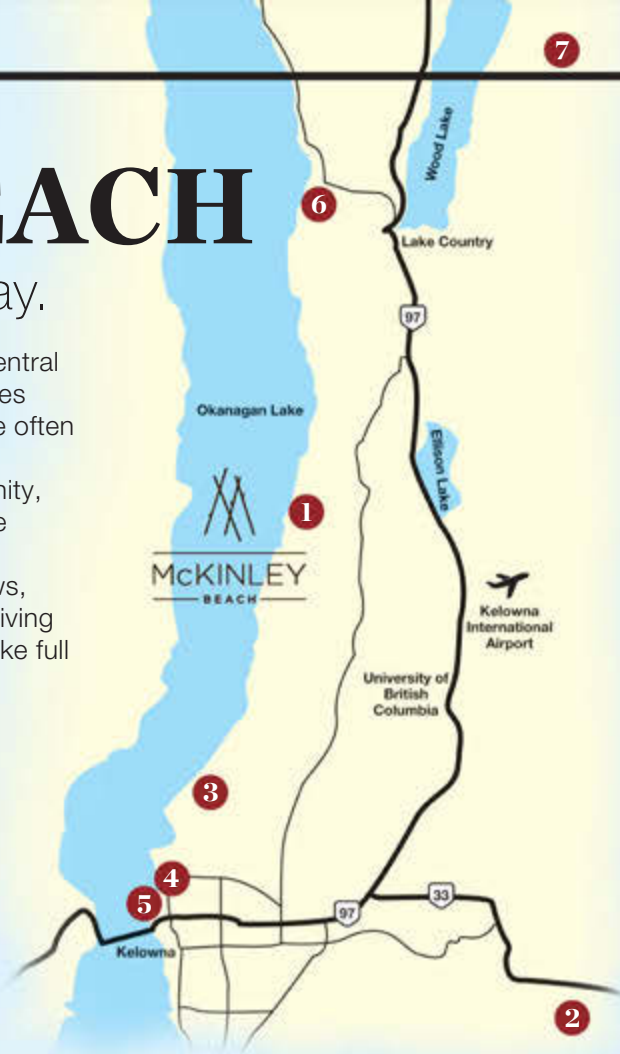 7
Wood Lake
EACH
6
Lake Country
ay.
97
entral
es
Okanagan Lake
e often
Ellison Lake
nity,
1
e
McKINLEY
BEACH
ws,
iving
Kelowna
International
Airport
ke full
University of
British
Columbia
3
4
33
5
97
Kelowna
2